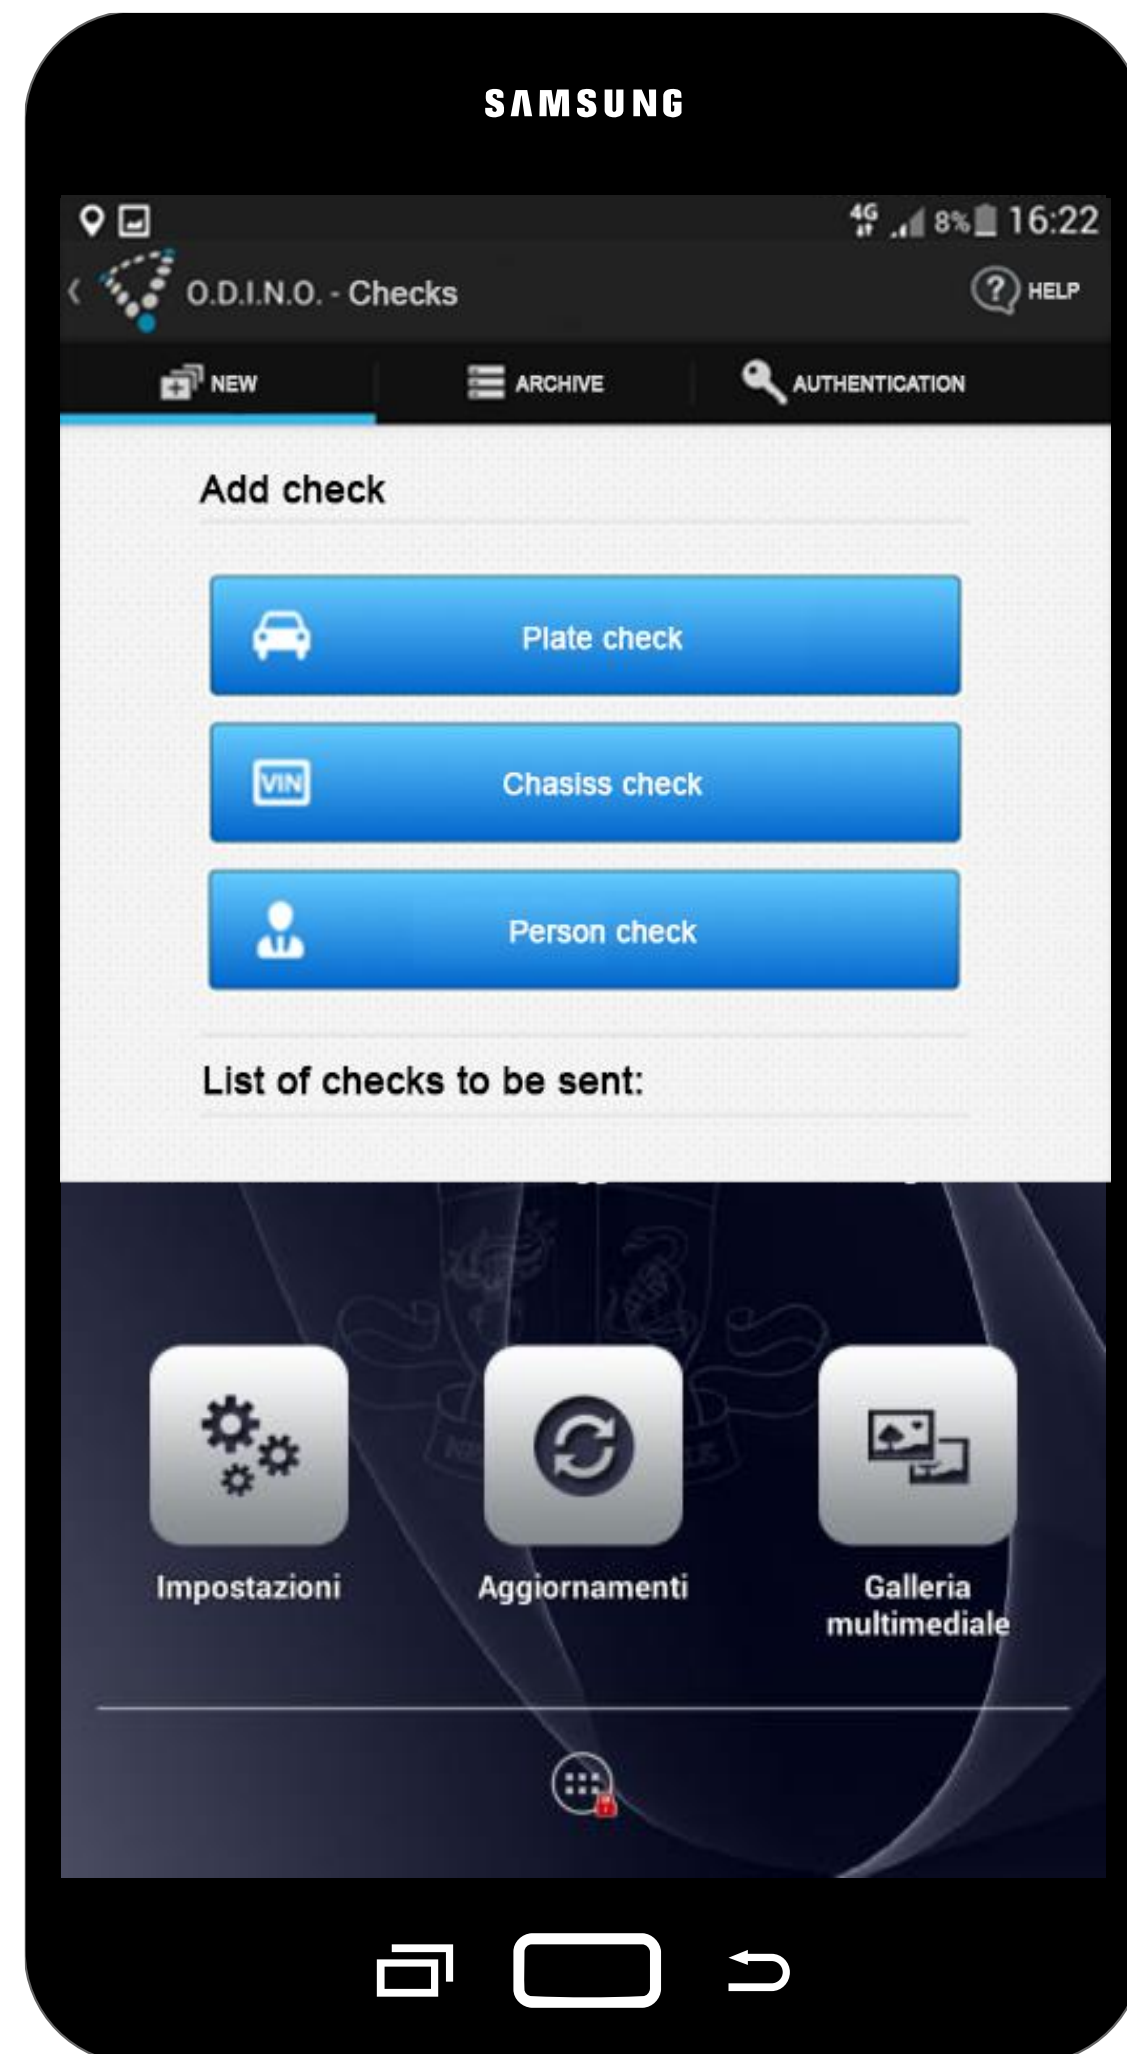 SAMSUNG
4G 8% 16:22
O.D.I.N.O. - Checks
HELP
NEW ARCHIVE AUTHENTICATION
Add check
Plate check
VIN Chasiss check
Person check
List of checks to be sent:
Impostazioni Aggiornamenti Galleria
multimediale